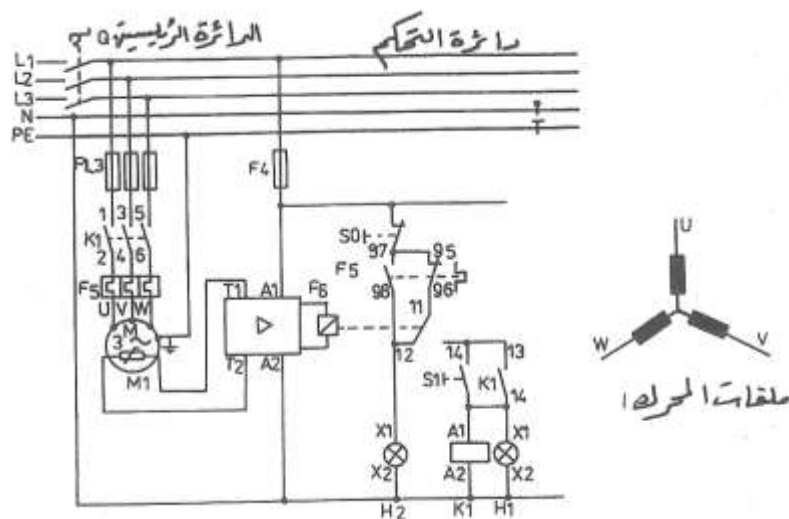 الدائرة الرئيسية Q
دائرة التحكم
L1
L2
L3
N
PE
F4
1 3 5
K1
2 4 6
F5
U V W
M
3 ~
M1
T1 A1
T2 A2
F6
S0
97 95
F5
98 96
11
12
14 13
S1 K1
14
X1 A1 X1
X2 A2 X2
H2 K1 H1
U
W V
ملفات المحرك